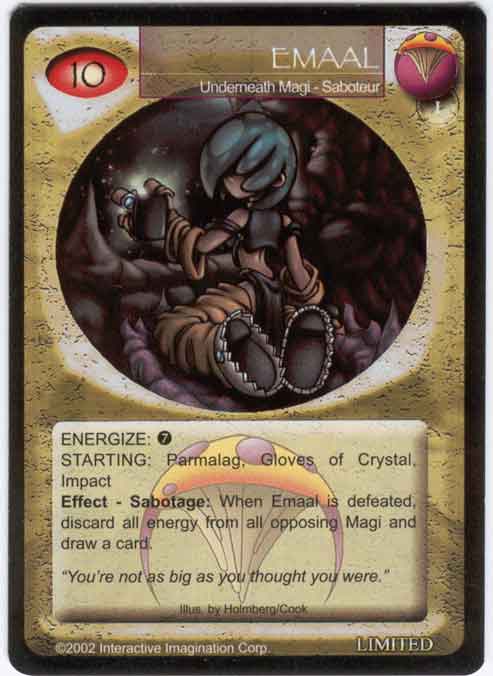 10
EMAAL
Underneath Magi - Saboteur
L
ENERGIZE: 7
STARTING: Parmalag, Gloves of Crystal,
Impact
Effect - Sabotage: When Emaal is defeated,
discard all energy from all opposing Magi and
draw a card.
“You're not as big as you thought you were.”
Illus. by Holmberg/Cook
©2002 Interactive Imagination Corp.
LIMITED